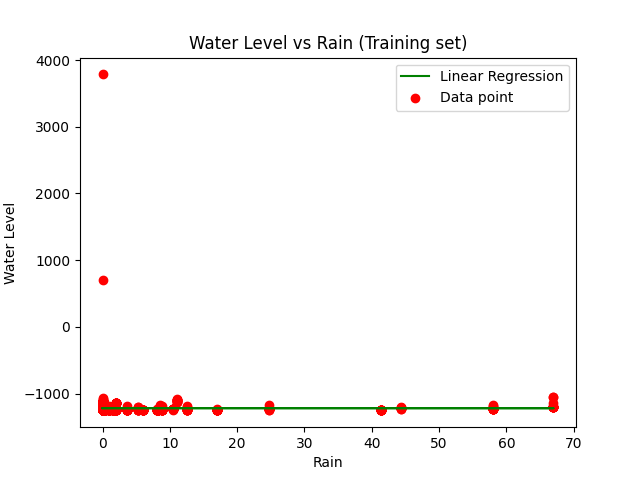 Water Level vs Rain (Training set)
Linear Regression
Data point
4000
3000
2000
1000
0
−1000
Water Level
0 10 20 30 40 50 60 70
Rain